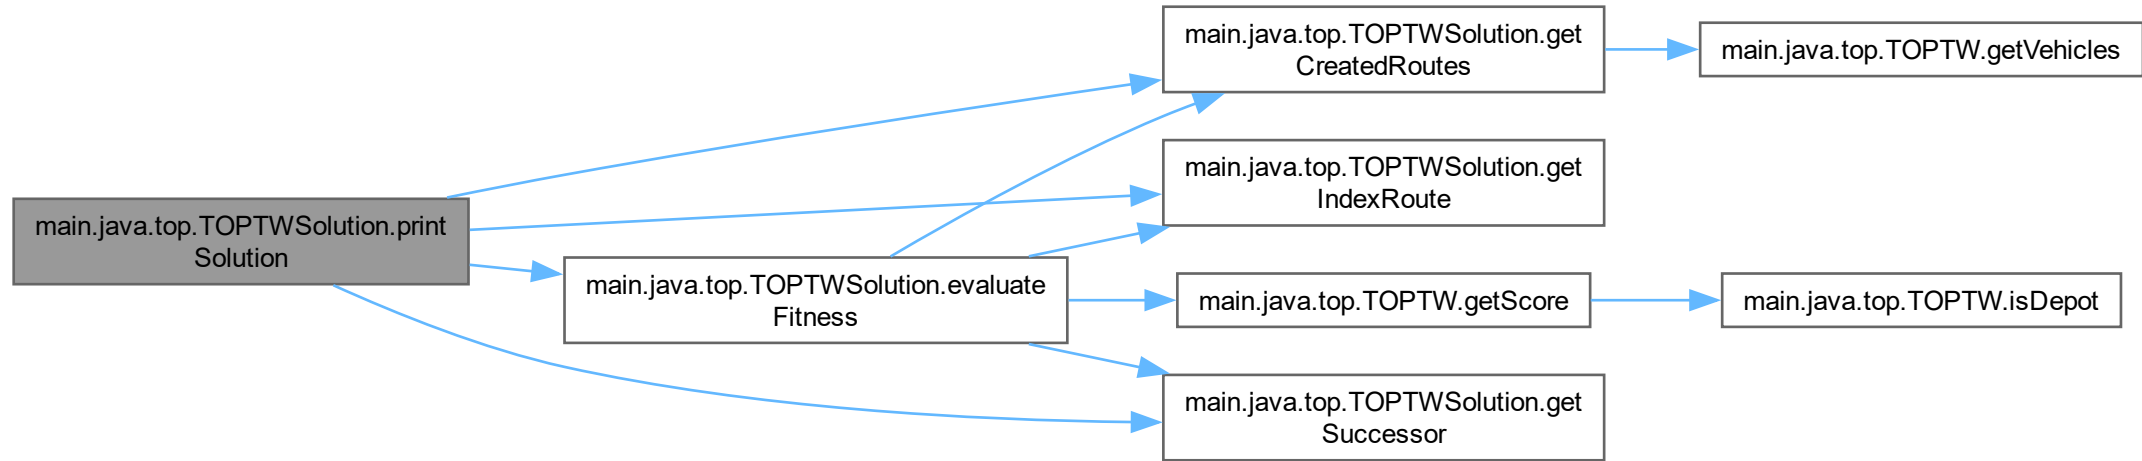 main.java.top.TOPTWSolution.print
Solution
main.java.top.TOPTWSolution.evaluate
Fitness
main.java.top.TOPTWSolution.get
CreatedRoutes
main.java.top.TOPTWSolution.get
IndexRoute
main.java.top.TOPTW.getScore
main.java.top.TOPTWSolution.get
Successor
main.java.top.TOPTW.getVehicles
main.java.top.TOPTW.isDepot